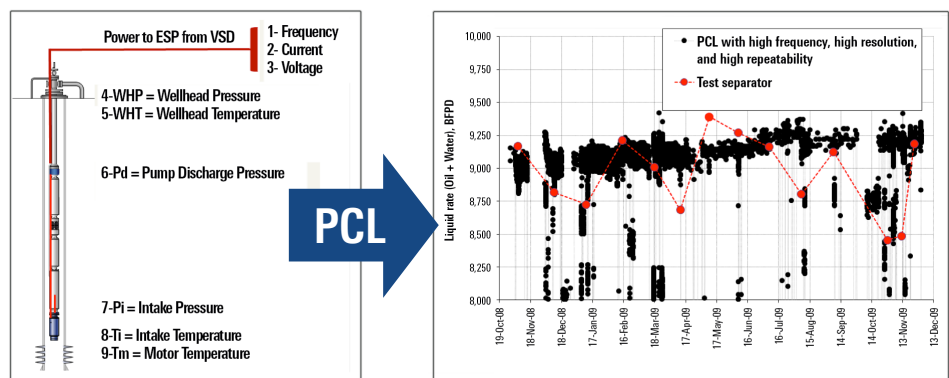 Power to ESP from VSD
1- Frequency
2- Current
3- Voltage
4-WHP = Wellhead Pressure
5-WHT = Wellhead Temperature
6-Pd = Pump Discharge Pressure
7-Pi = Intake Pressure
8-Ti = Intake Temperature
9-Tm = Motor Temperature
PCL
Liquid rate (Oil + Water), BFPD
10,000
9,500
9,250
9,000
8,750
8,500
8,250
8,000
PCL with high frequency, high resolution,
and high repeatability
Test separator
19-Oct-08
18-Nov-08
18-Dec-08
17-Jan-09
16-Feb-09
18-Mar-09
17-Apr-09
17-May-09
16-Jun-09
16-Jul-09
15-Aug-09
14-Sep-09
14-Oct-09
13-Nov-09
13-Dec-09